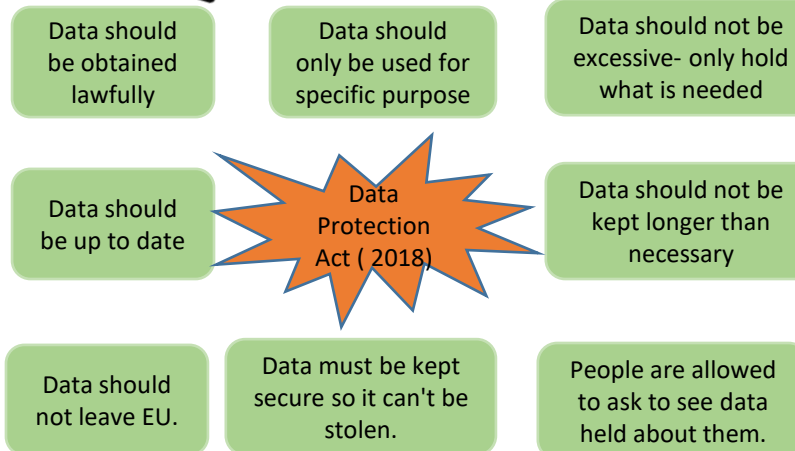 Data should
be obtained
lawfully
Data should
only be used for
specific purpose
Data should not be
excessive- only hold
what is needed
Data should
be up to date
Data
Protection
Act ( 2018)
Data should not be
kept longer than
necessary
Data should
not leave EU.
Data must be kept
secure so it can't be
stolen.
People are allowed
to ask to see data
held about them.